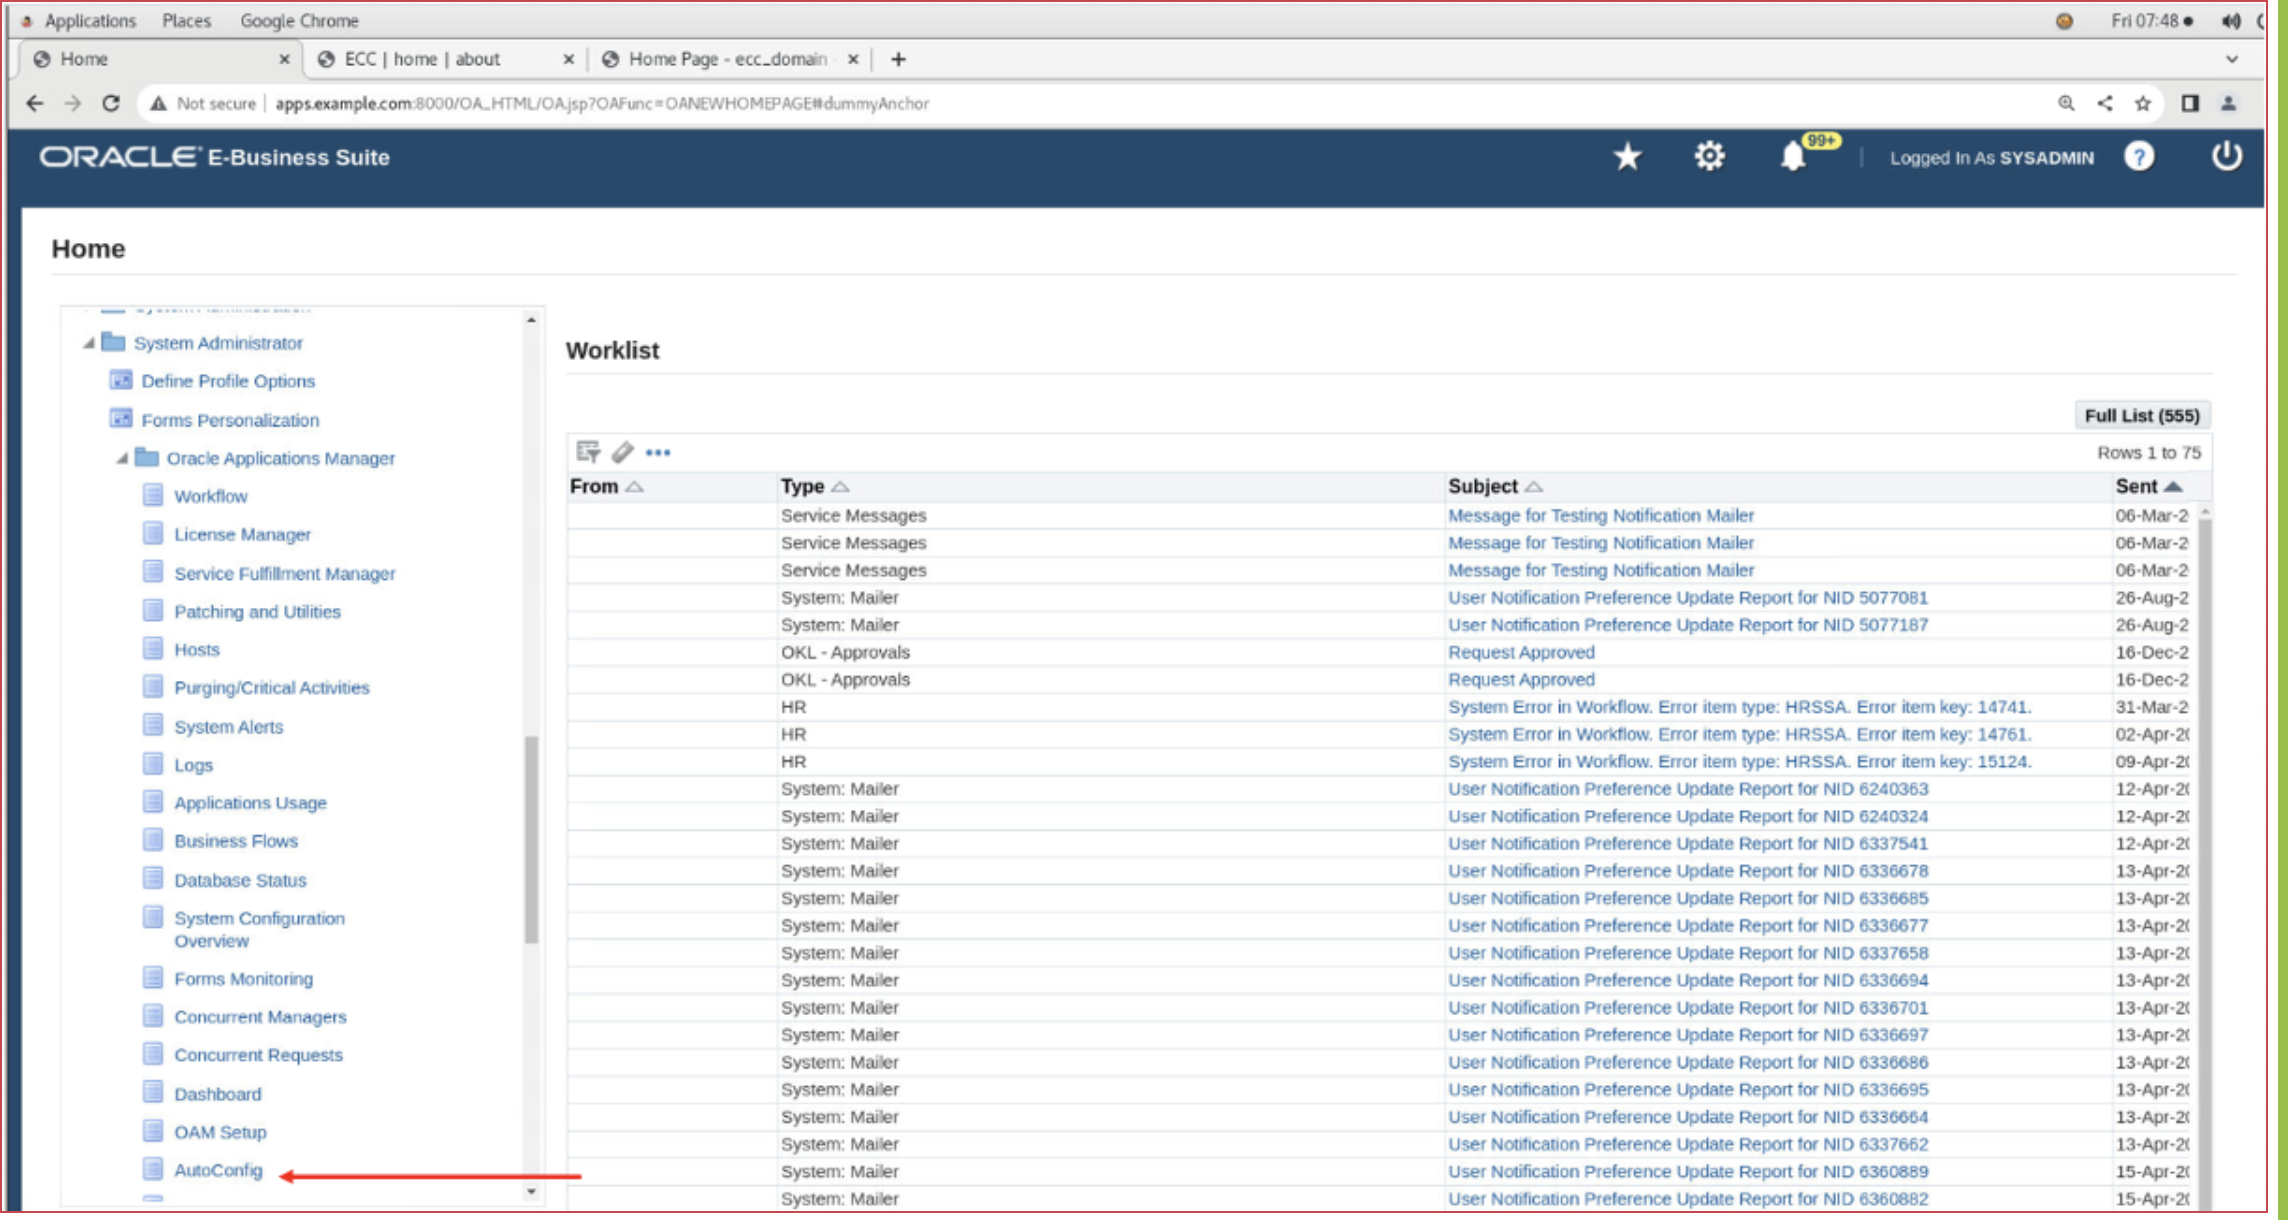 Applications Places Google Chrome Fri 07:48
Home ECC | home | about Home Page - ecc_domain
Not secure apps.example.com:8000/OA_HTML/OA.jsp?OAFunc=OANEWHOMEPAGE#dummyAnchor
ORACLE E-Business Suite 99+ Logged In As SYSADMIN ?
Home
System Administrator
Define Profile Options
Forms Personalization
Oracle Applications Manager
Workflow
License Manager
Service Fulfillment Manager
Patching and Utilities
Hosts
Purging/Critical Activities
System Alerts
Logs
Applications Usage
Business Flows
Database Status
System Configuration
Overview
Forms Monitoring
Concurrent Managers
Concurrent Requests
Dashboard
OAM Setup
AutoConfig
Worklist
Full List (555)
Rows 1 to 75
From Type Subject Sent
Service Messages Message for Testing Notification Mailer 06-Mar-2
Service Messages Message for Testing Notification Mailer 06-Mar-2
Service Messages Message for Testing Notification Mailer 06-Mar-2
System: Mailer User Notification Preference Update Report for NID 5077081 26-Aug-2
System: Mailer User Notification Preference Update Report for NID 5077187 26-Aug-2
OKL - Approvals Request Approved 16-Dec-2
OKL - Approvals Request Approved 16-Dec-2
HR System Error in Workflow. Error item type: HRSSA. Error item key: 14741. 31-Mar-2
HR System Error in Workflow. Error item type: HRSSA. Error item key: 14761. 02-Apr-20
HR System Error in Workflow. Error item type: HRSSA. Error item key: 15124. 09-Apr-20
System: Mailer User Notification Preference Update Report for NID 6240363 12-Apr-20
System: Mailer User Notification Preference Update Report for NID 6240324 12-Apr-20
System: Mailer User Notification Preference Update Report for NID 6337541 12-Apr-20
System: Mailer User Notification Preference Update Report for NID 6336678 13-Apr-20
System: Mailer User Notification Preference Update Report for NID 6336685 13-Apr-20
System: Mailer User Notification Preference Update Report for NID 6336677 13-Apr-20
System: Mailer User Notification Preference Update Report for NID 6337658 13-Apr-20
System: Mailer User Notification Preference Update Report for NID 6336694 13-Apr-20
System: Mailer User Notification Preference Update Report for NID 6336701 13-Apr-20
System: Mailer User Notification Preference Update Report for NID 6336697 13-Apr-20
System: Mailer User Notification Preference Update Report for NID 6336686 13-Apr-20
System: Mailer User Notification Preference Update Report for NID 6336695 13-Apr-20
System: Mailer User Notification Preference Update Report for NID 6336664 13-Apr-20
System: Mailer User Notification Preference Update Report for NID 6337662 13-Apr-20
System: Mailer User Notification Preference Update Report for NID 6360889 15-Apr-20
System: Mailer User Notification Preference Update Report for NID 6360882 15-Apr-20